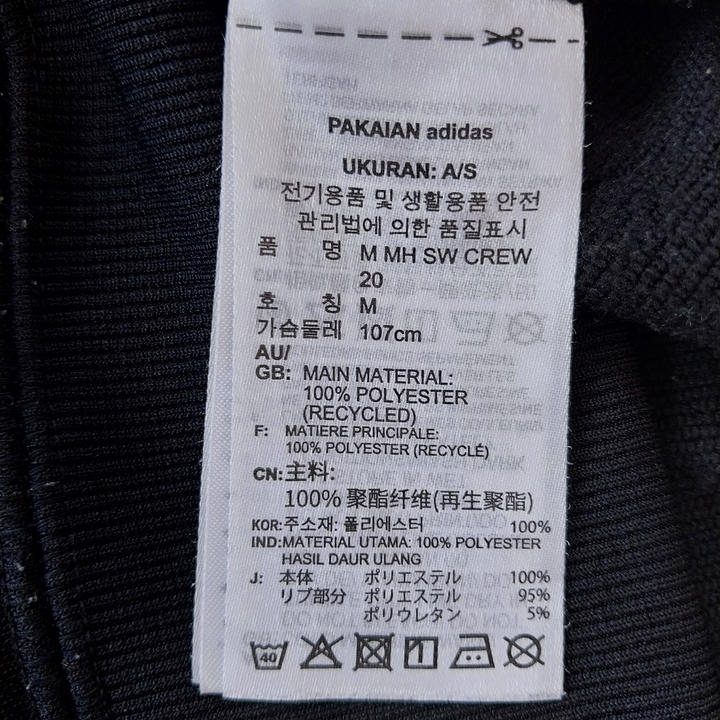 PAKAIAN adidas
UKURAN: A/S
전기용품 및 생활용품 안전
관리법에 의한 품질표시
품 명 M MH SW CREW
20
호 칭 M
가슴둘레 107cm
AU/
GB: MAIN MATERIAL:
100% POLYESTER
(RECYCLED)
F: MATIERE PRINCIPALE:
100% POLYESTER (RECYCLÉ)
CN:主料:
100% 聚酯纤维(再生聚酯)
KOR:주소재: 폴리에스터 100%
IND:MATERIAL UTAMA: 100% POLYESTER
HASIL DAUR ULANG
J: 本体 ポリエステル 100%
リブ部分 ポリエステル 95%
ポリウレタン 5%
40